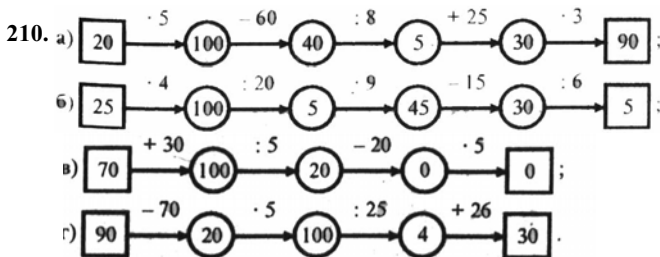 · 5 – 60 : 8 + 25 · 3
210. а) 20 100 40 5 30 90 ;
· 4 : 20 · 9 – 15 : 6
б) 25 100 5 45 30 5 ;
+ 30 : 5 – 20 · 5
в) 70 100 20 0 0 ;
– 70 · 5 : 25 + 26
г) 90 20 100 4 30 .